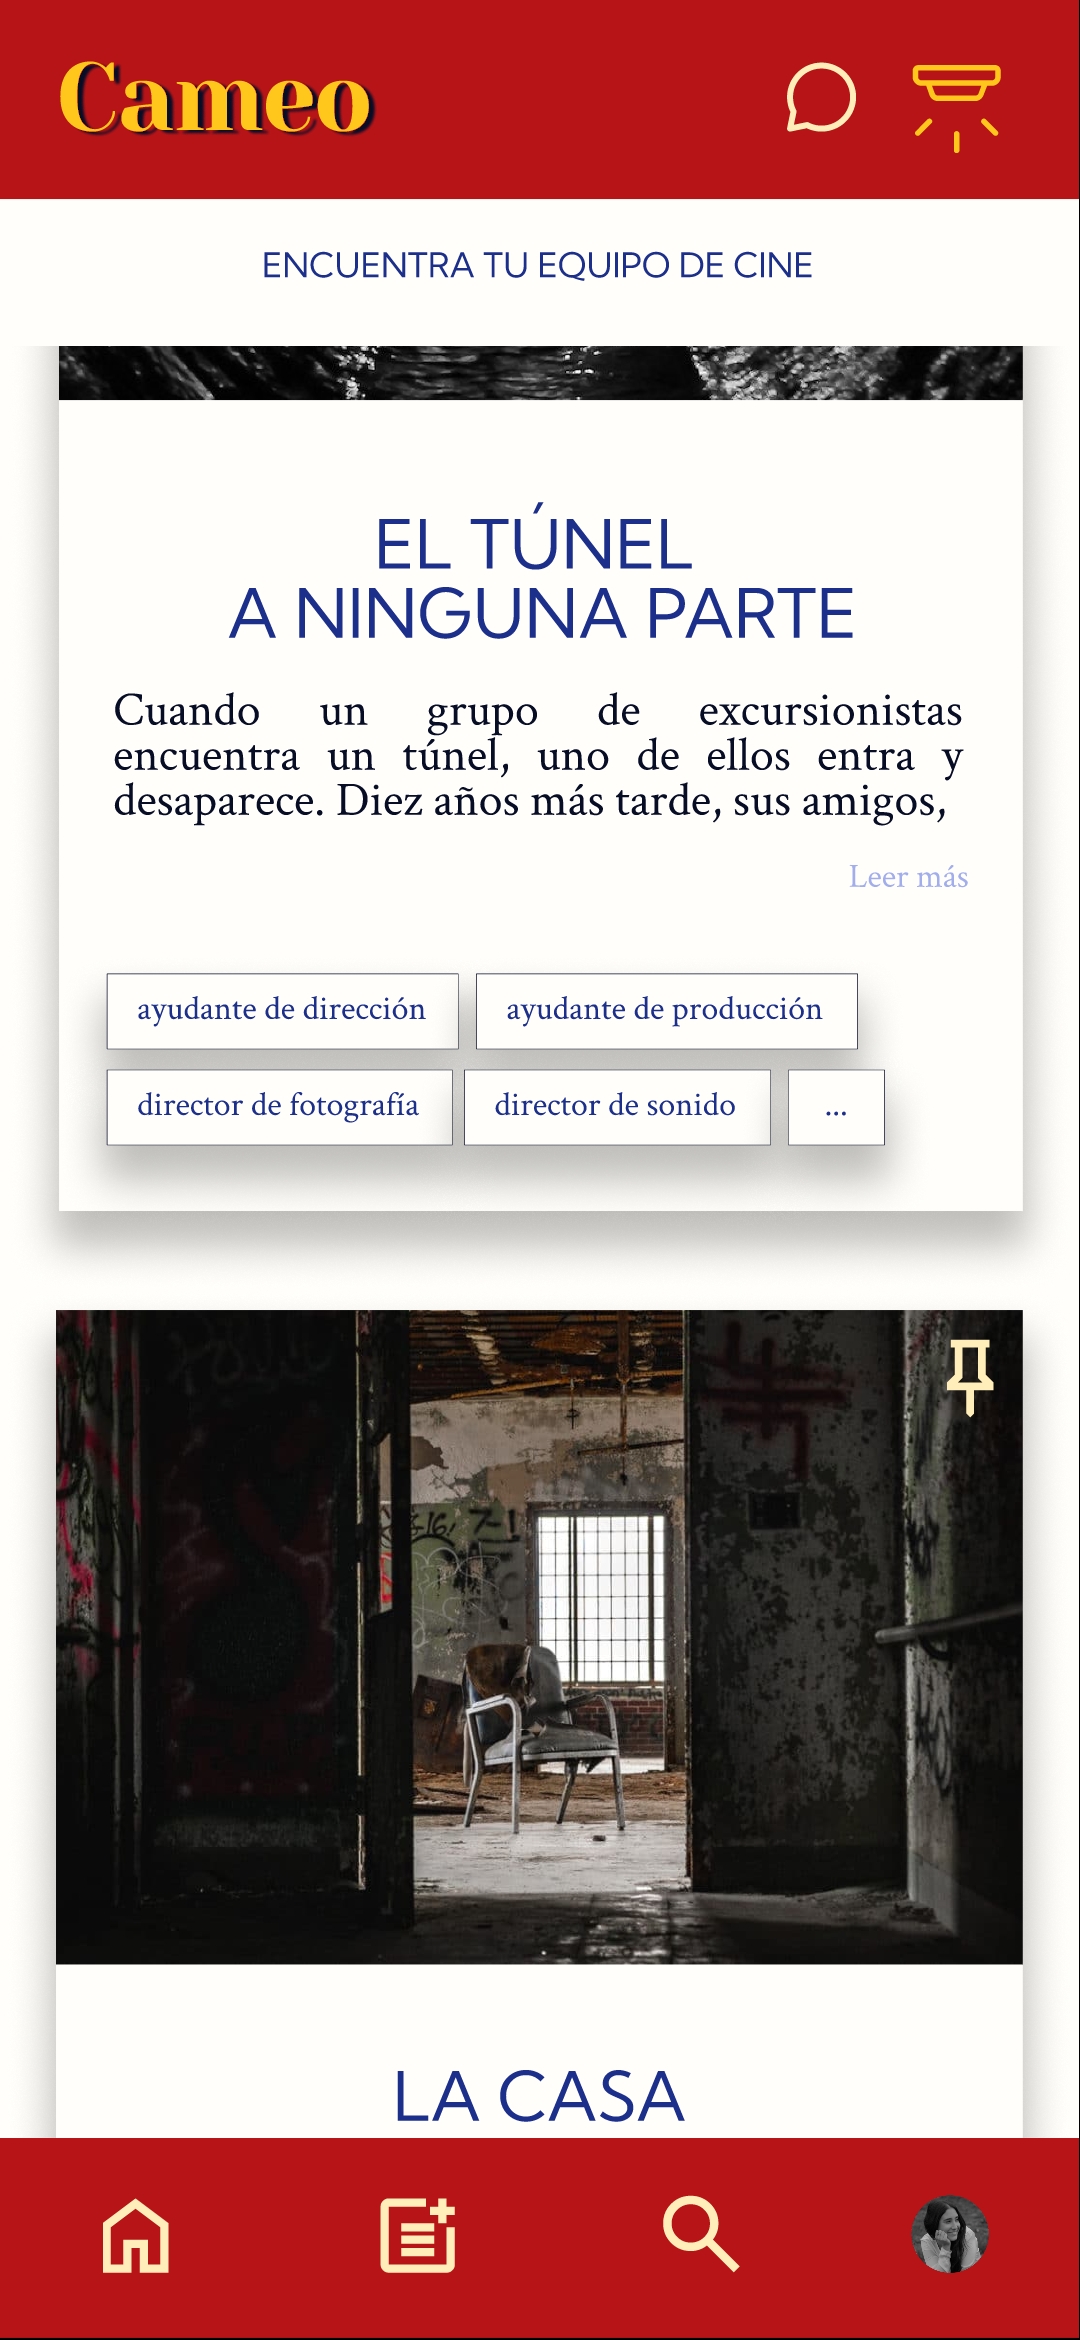 Cameo
ENCUENTRA TU EQUIPO DE CINE
EL TÚNEL
A NINGUNA PARTE
Cuando un grupo de excursionistas
encuentra un túnel, uno de ellos entra y
desaparece. Diez años más tarde, sus amigos,
Leer más
ayudante de dirección
ayudante de producción
director de fotografía
director de sonido
...
LA CASA